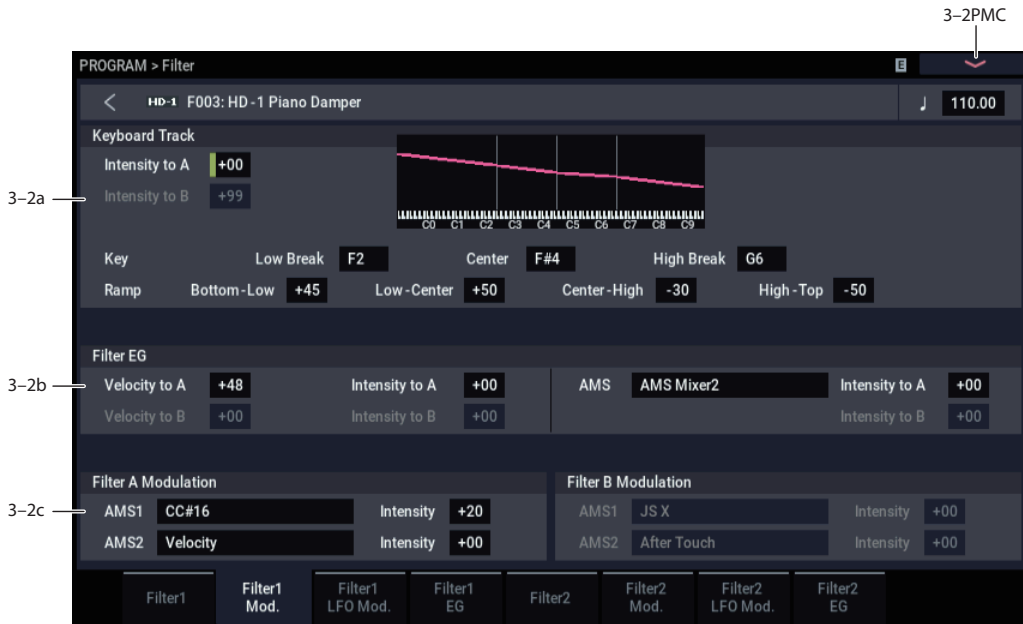 3–2PMC
PROGRAM > Filter
E
HD-1 F003: HD-1 Piano Damper
♩ 110.00
Keyboard Track
Intensity to A +00
3–2a
Intensity to B +99
C0 C1 C2 C3 C4 C5 C6 C7 C8 C9
Key Low Break F2 Center F#4 High Break G6
Ramp Bottom-Low +45 Low-Center +50 Center-High -30 High-Top -50
Filter EG
3–2b
Velocity to A +48 Intensity to A +00 AMS AMS Mixer2 Intensity to A +00
Velocity to B +00 Intensity to B +00 Intensity to B +00
Filter A Modulation
3–2c
AMS1 CC#16 Intensity +20
AMS2 Velocity Intensity +00
Filter B Modulation
AMS1 JS X Intensity +00
AMS2 After Touch Intensity +00
Filter1
Filter1 Mod.
Filter1 LFO Mod.
Filter1 EG
Filter2
Filter2 Mod.
Filter2 LFO Mod.
Filter2 EG